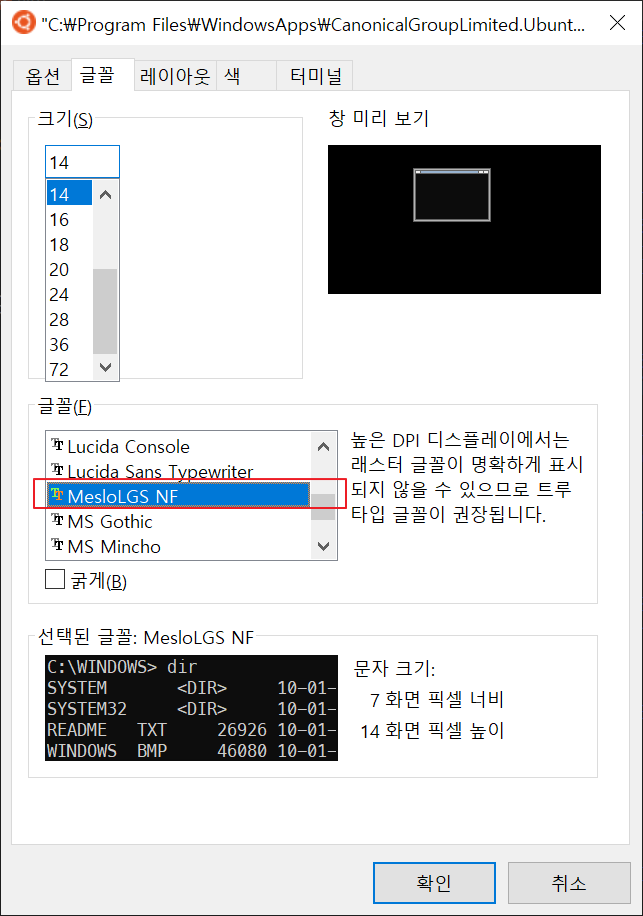 "C:₩Program Files₩WindowsApps₩CanonicalGroupLimited.Ubunt...
옵션 글꼴 레이아웃 색 터미널
크기(S)
14
14
16
18
20
24
28
36
72
창 미리 보기
글꼴(F)
Lucida Console
Lucida Sans Typewriter
MesloLGS NF
MS Gothic
MS Mincho
굵게(B)
높은 DPI 디스플레이에서는
래스터 글꼴이 명확하게 표시
되지 않을 수 있으므로 트루
타입 글꼴이 권장됩니다.
선택된 글꼴: MesloLGS NF
C:\WINDOWS> dir
SYSTEM <DIR> 10-01-
SYSTEM32 <DIR> 10-01-
README TXT 26926 10-01-
WINDOWS BMP 46080 10-01-
문자 크기:
7 화면 픽셀 너비
14 화면 픽셀 높이
확인 취소